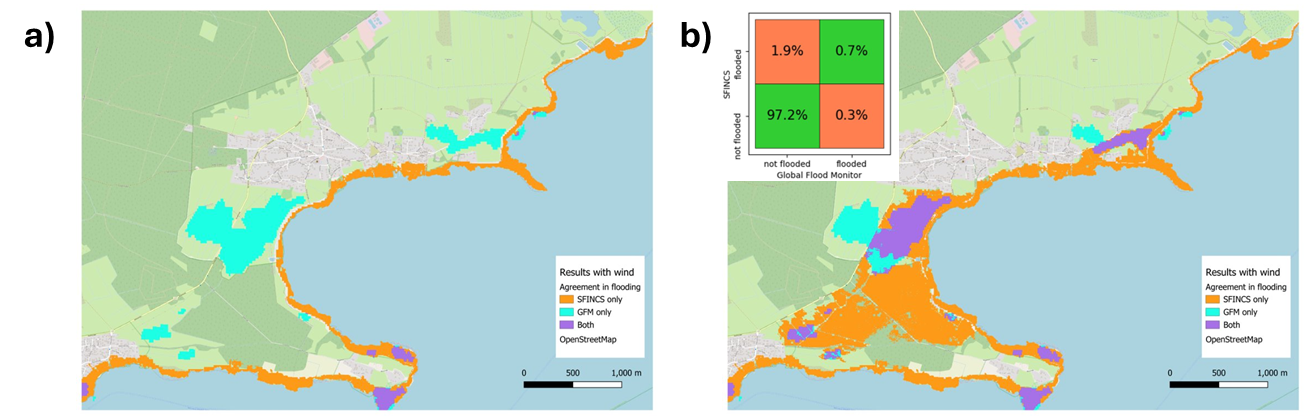 a)
Results with wind
Agreement in flooding
SFINCS only
GFM only
Both
OpenStreetMap
0 500 1,000 m
b)
SFINCS
flooded
not flooded
1.9% 0.7%
97.2% 0.3%
not flooded flooded
Global Flood Monitor
Results with wind
Agreement in flooding
SFINCS only
GFM only
Both
OpenStreetMap
0 500 1,000 m